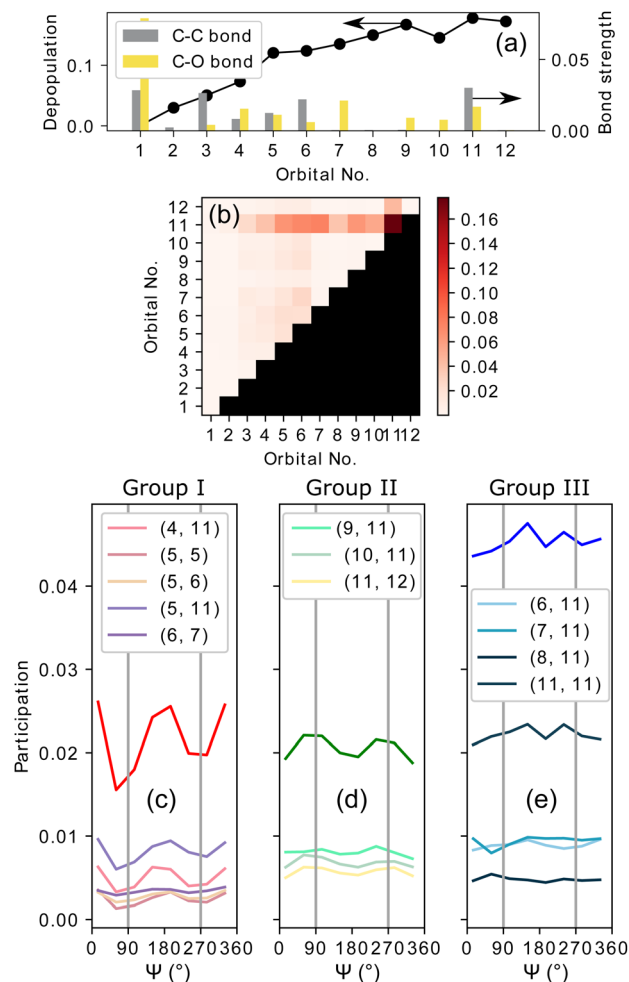 C-C bond
C-O bond
(a)
Depopulation
0.1
0.0
0.05
0.00
Bond strength
1 2 3 4 5 6 7 8 9 10 11 12
Orbital No.
(b)
Orbital No.
12
11
10
9
8
7
6
5
4
3
2
1
1 2 3 4 5 6 7 8 9 10 11 12
Orbital No.
0.16
0.14
0.12
0.10
0.08
0.06
0.04
0.02
Group I
Group II
Group III
(4, 11)
(5, 5)
(5, 6)
(5, 11)
(6, 7)
(9, 11)
(10, 11)
(11, 12)
(6, 11)
(7, 11)
(8, 11)
(11, 11)
Participation
0.04
0.03
0.02
0.01
0.00
(c)
(d)
(e)
0 90 180 270 360
Ψ (°)
0 90 180 270 360
Ψ (°)
0 90 180 270 360
Ψ (°)